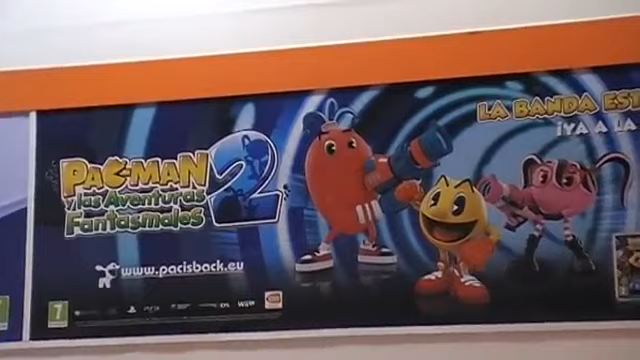 LA BANDA EST
¡YA A LA
PAC-MAN
y las Aventuras
Fantasmales 2
www.pacisback.eu
7